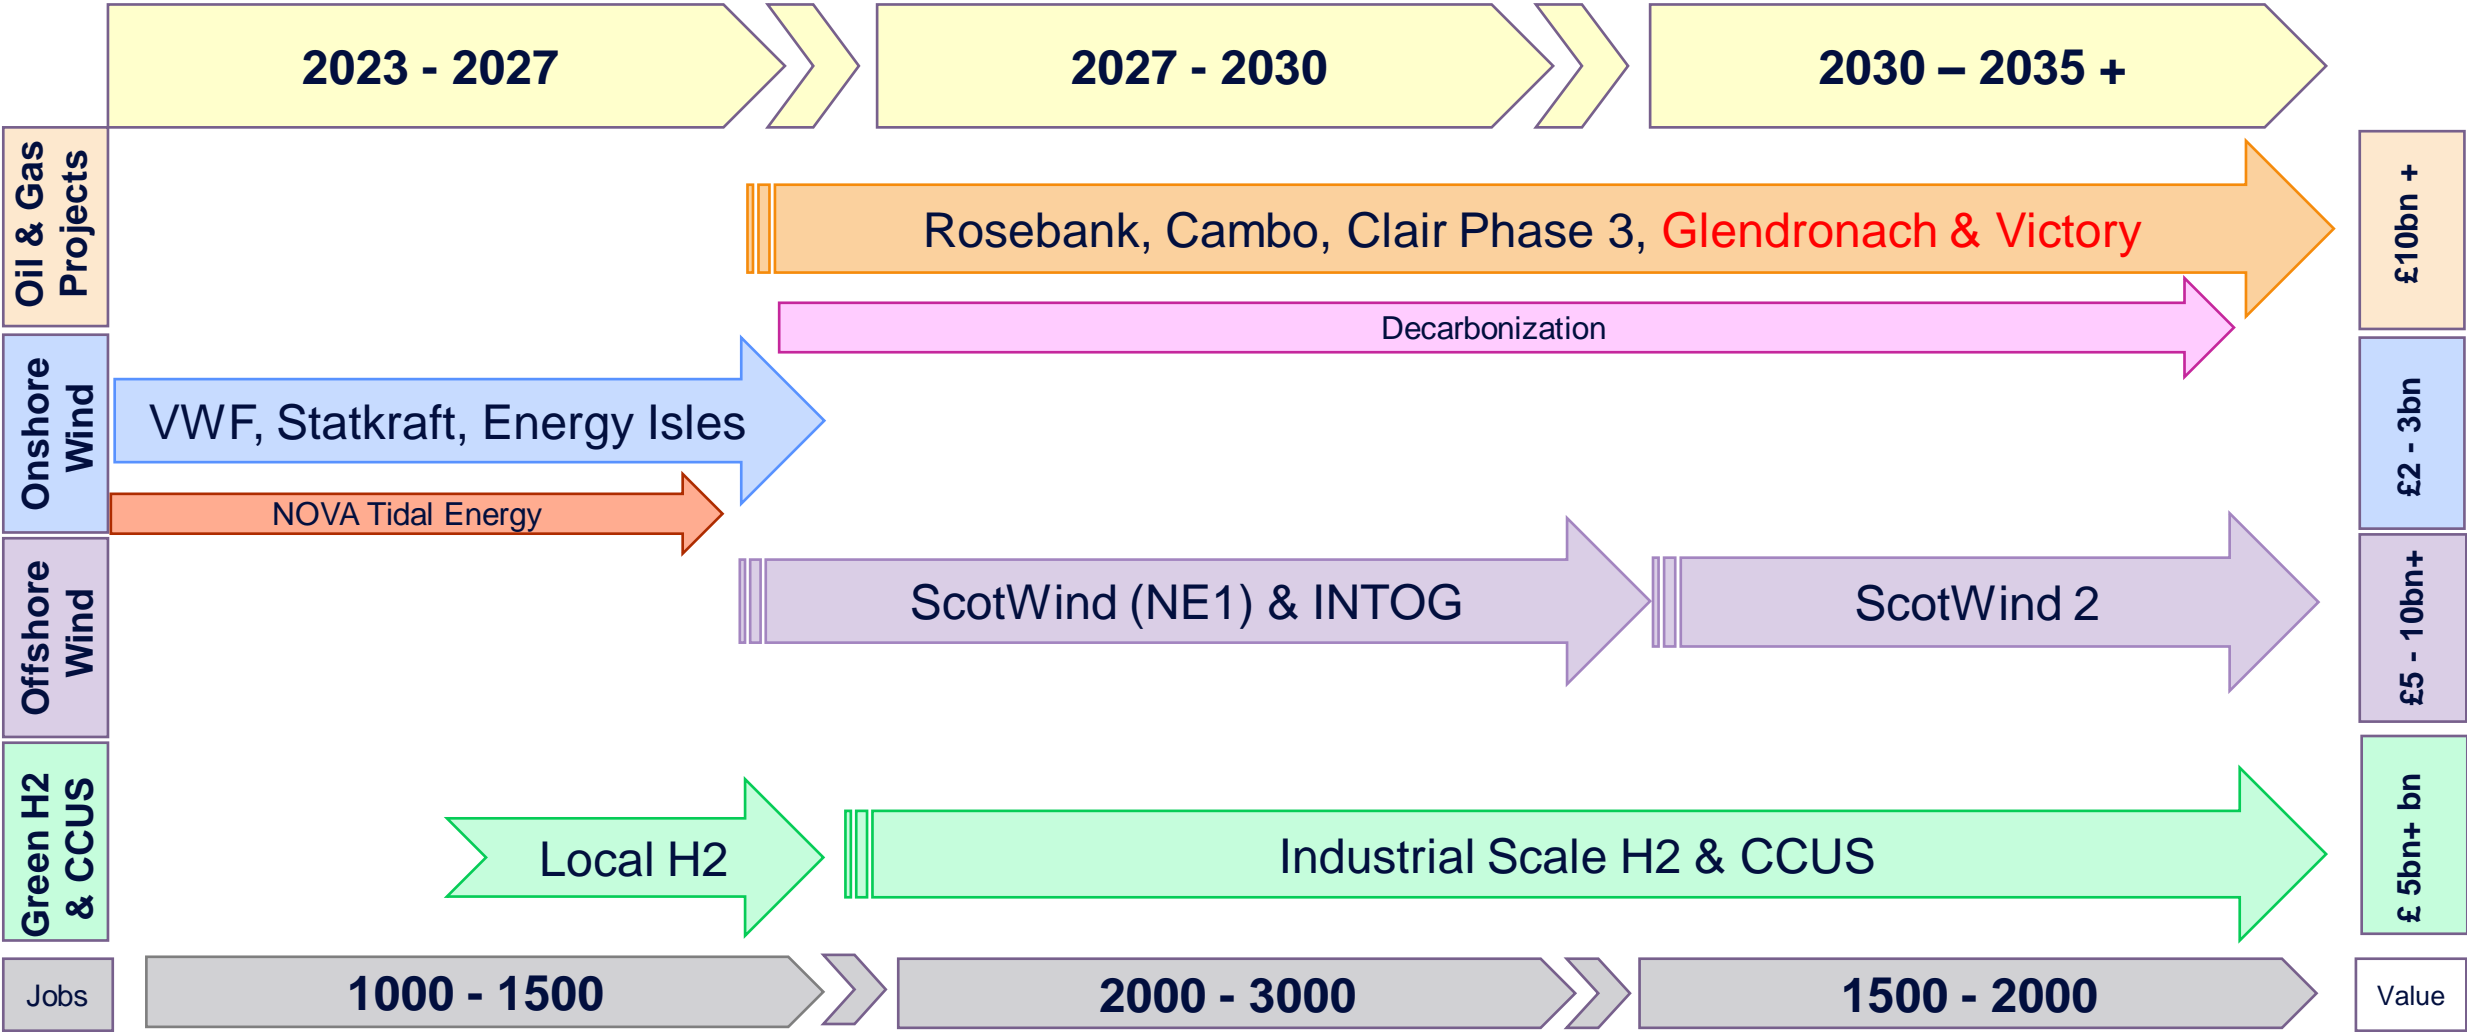 2023 - 2027
2027 - 2030
2030 – 2035 +
Oil & Gas
Projects
Rosebank, Cambo, Clair Phase 3, Glendronach & Victory
£10bn +
Decarbonization
Onshore
Wind
VWF, Statkraft, Energy Isles
£2 - 3bn
NOVA Tidal Energy
Offshore
Wind
ScotWind (NE1) & INTOG
ScotWind 2
£5 - 10bn+
Green H2
& CCUS
Local H2
Industrial Scale H2 & CCUS
£ 5bn+ bn
Jobs
1000 - 1500
2000 - 3000
1500 - 2000
Value